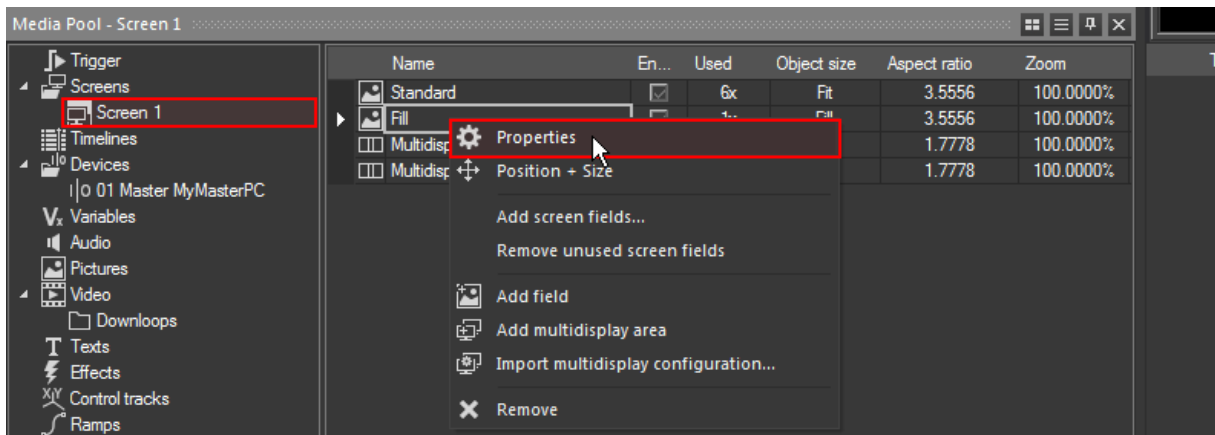 Media Pool - Screen 1
Trigger
Screens
Screen 1
Timelines
Devices
01 Master MyMasterPC
Variables
Audio
Pictures
Video
Downloops
Texts
Effects
Control tracks
Ramps
Name En... Used Object size Aspect ratio Zoom
Standard 6x Fit 3.5556 100.0000%
Fill 3.5556 100.0000%
Multidisp 1.7778 100.0000%
Multidisp 1.7778 100.0000%
Properties
Position + Size
Add screen fields...
Remove unused screen fields
Add field
Add multidisplay area
Import multidisplay configuration...
Remove